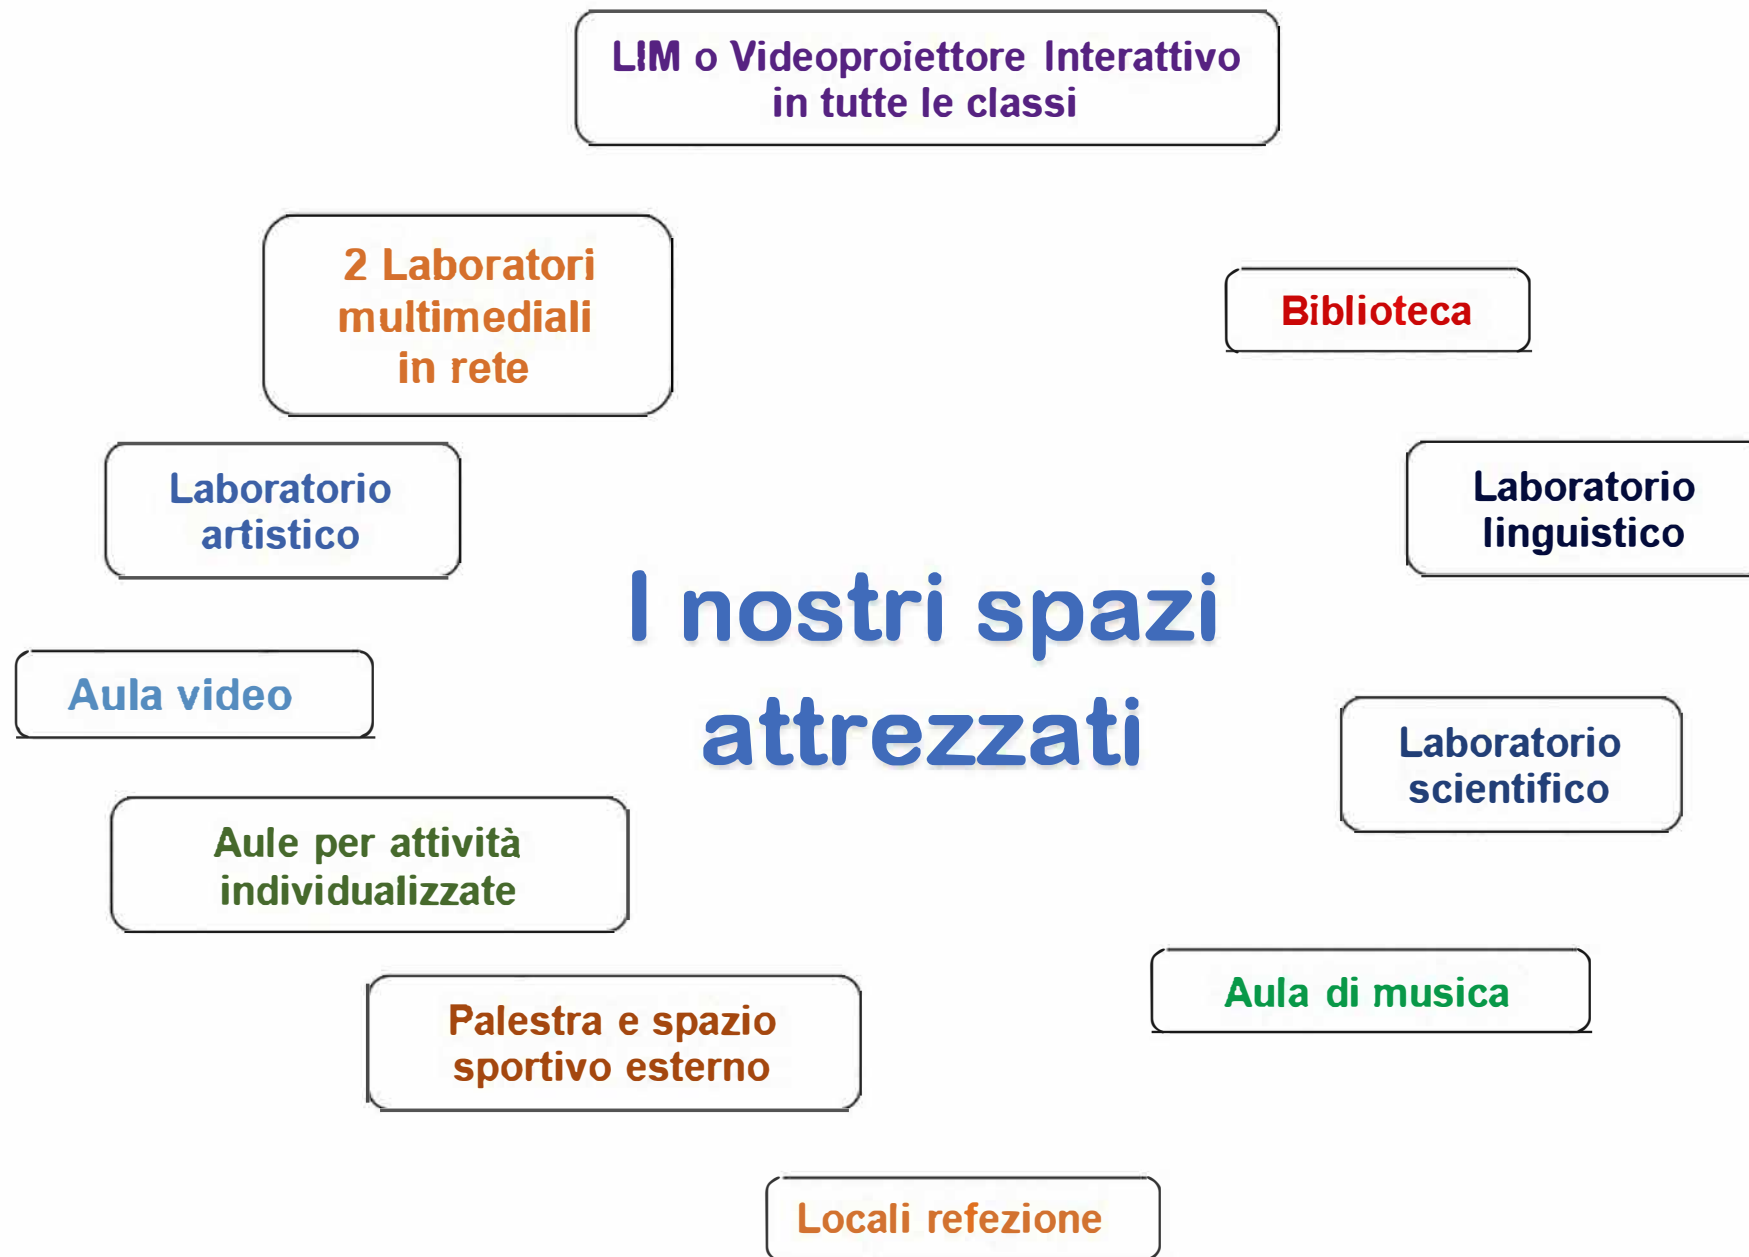 LIM o Videoproiettore Interattivo
in tutte le classi
2 Laboratori
multimediali
in rete
Biblioteca
Laboratorio
artistico
Laboratorio
linguistico
I nostri spazi
attrezzati
Aula video
Laboratorio
scientifico
Aule per attività
individualizzate
Aula di musica
Palestra e spazio
sportivo esterno
Locali refezione